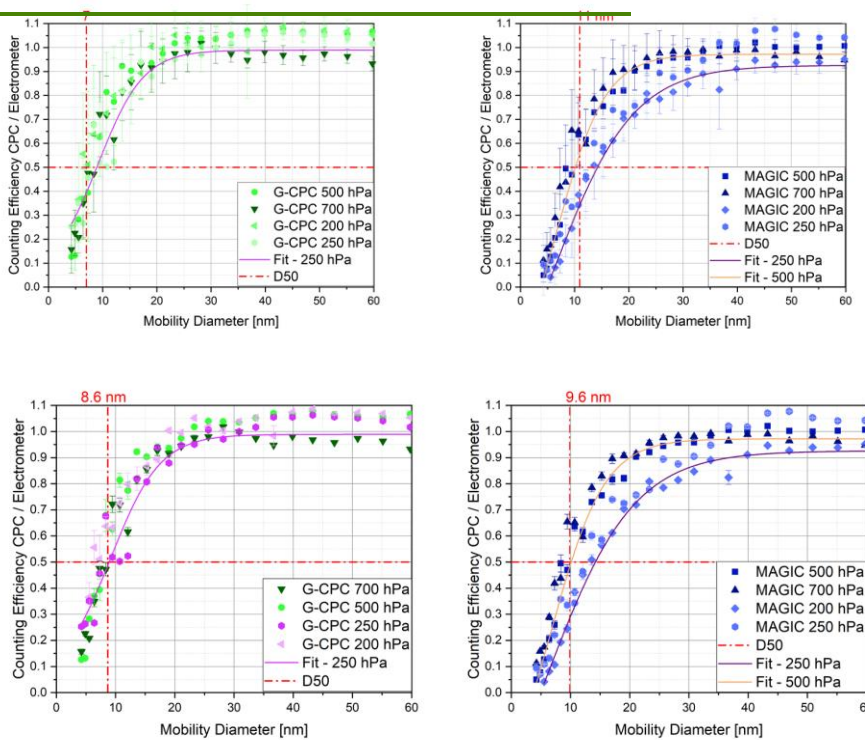 11 nm
1.1
1.0
0.9
0.8
0.7
0.6
0.5
0.4
0.3
0.2
0.1
0.0
Counting Efficiency CPC / Electrometer
G-CPC 500 hPa
G-CPC 700 hPa
G-CPC 200 hPa
G-CPC 250 hPa
Fit - 250 hPa
D50
0 10 20 30 40 50 60
Mobility Diameter [nm]
1.1
1.0
0.9
0.8
0.7
0.6
0.5
0.4
0.3
0.2
0.1
0.0
Counting Efficiency CPC / Electrometer
MAGIC 500 hPa
MAGIC 700 hPa
MAGIC 200 hPa
MAGIC 250 hPa
D50
Fit - 250 hPa
Fit - 500 hPa
0 10 20 30 40 50 60
Mobility Diameter [nm]
8.6 nm
1.1
1.0
0.9
0.8
0.7
0.6
0.5
0.4
0.3
0.2
0.1
0.0
Counting Efficiency CPC / Electrometer
G-CPC 700 hPa
G-CPC 500 hPa
G-CPC 250 hPa
G-CPC 200 hPa
Fit - 250 hPa
D50
0 10 20 30 40 50 60
Mobility Diameter [nm]
9.6 nm
1.1
1.0
0.9
0.8
0.7
0.6
0.5
0.4
0.3
0.2
0.1
0.0
Counting Efficiency CPC / Electrometer
MAGIC 500 hPa
MAGIC 700 hPa
MAGIC 200 hPa
MAGIC 250 hPa
D50
Fit - 250 hPa
Fit - 500 hPa
0 10 20 30 40 50 60
Mobility Diameter [nm]